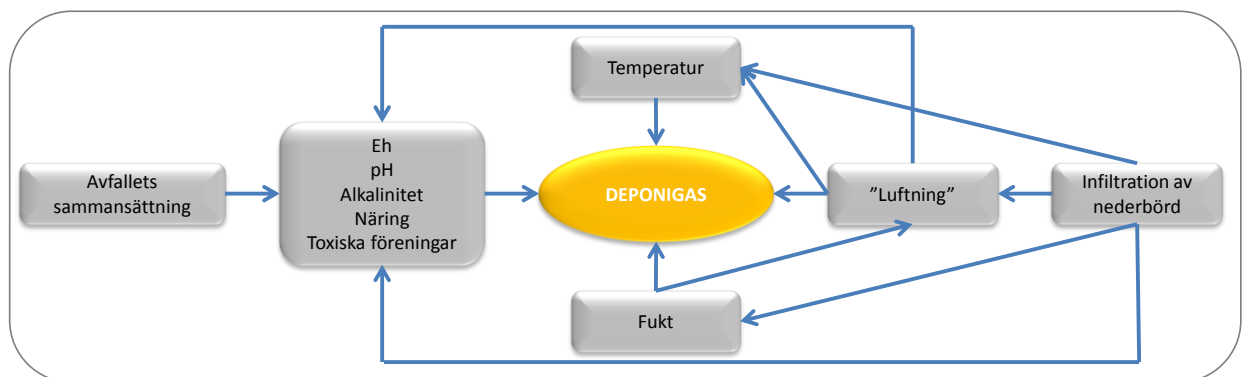 Temperatur
Eh
pH
Alkalinitet
Näring
Toxiska föreningar
Avfallets
sammansättning
DEPONIGAS
”Luftning”
Infiltration av
nederbörd
Fukt